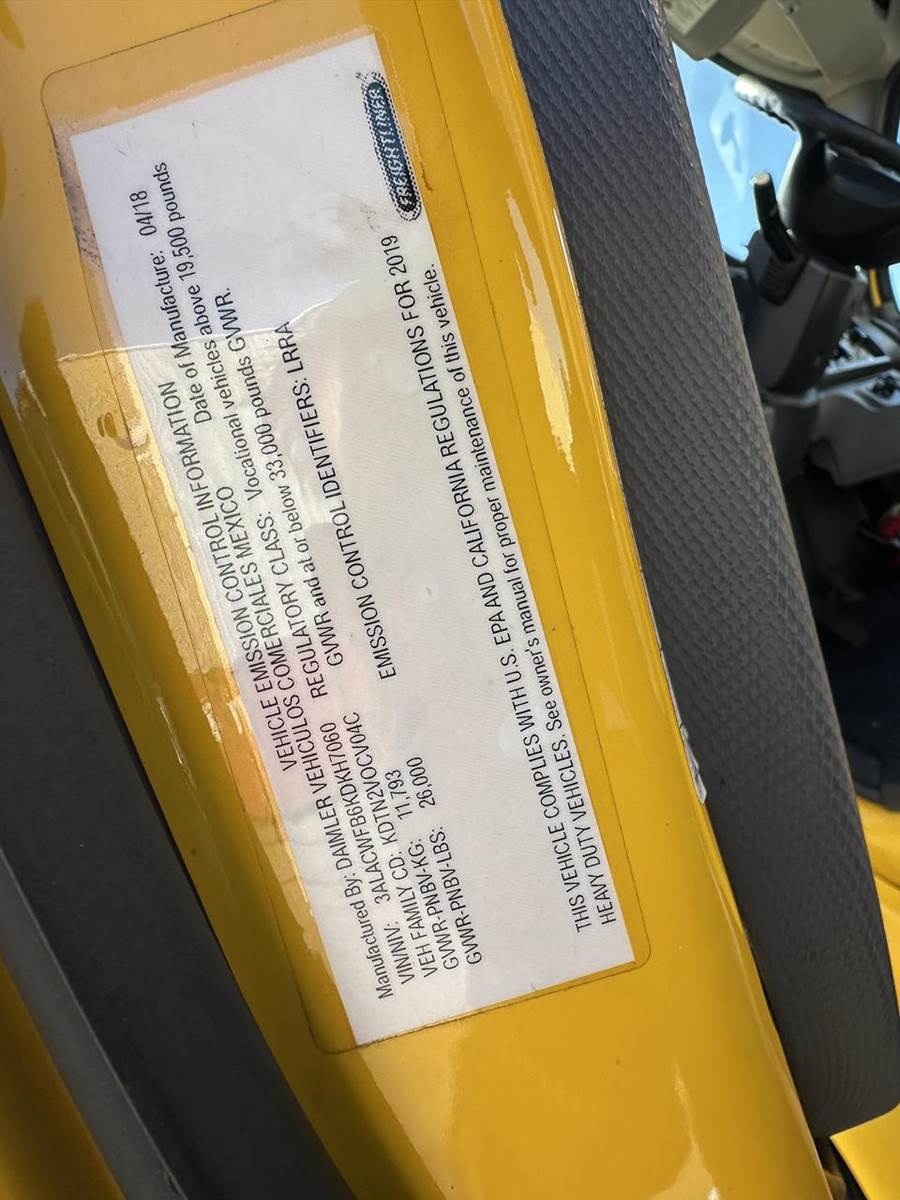 VEHICLE EMISSION CONTROL INFORMATION
Manufactured By: DAIMLER VEHICULOS COMERCIALES MEXICO Date of Manufacture: 04/18
VIN/NIV: 3ALACWFB6KDKH7060 REGULATORY CLASS: Vocational vehicles above 19,500 pounds
VEH FAMILY CD: KDTN2VOCV04C GVWR and at or below 33,000 pounds GVWR.
GVWR-PNBV-KG: 11,793
GVWR-PNBV-LBS: 26,000 EMISSION CONTROL IDENTIFIERS: LRRA
THIS VEHICLE COMPLIES WITH U.S. EPA AND CALIFORNIA REGULATIONS FOR 2019
HEAVY DUTY VEHICLES. See owner's manual for proper maintenance of this vehicle.
FREIGHTLINER